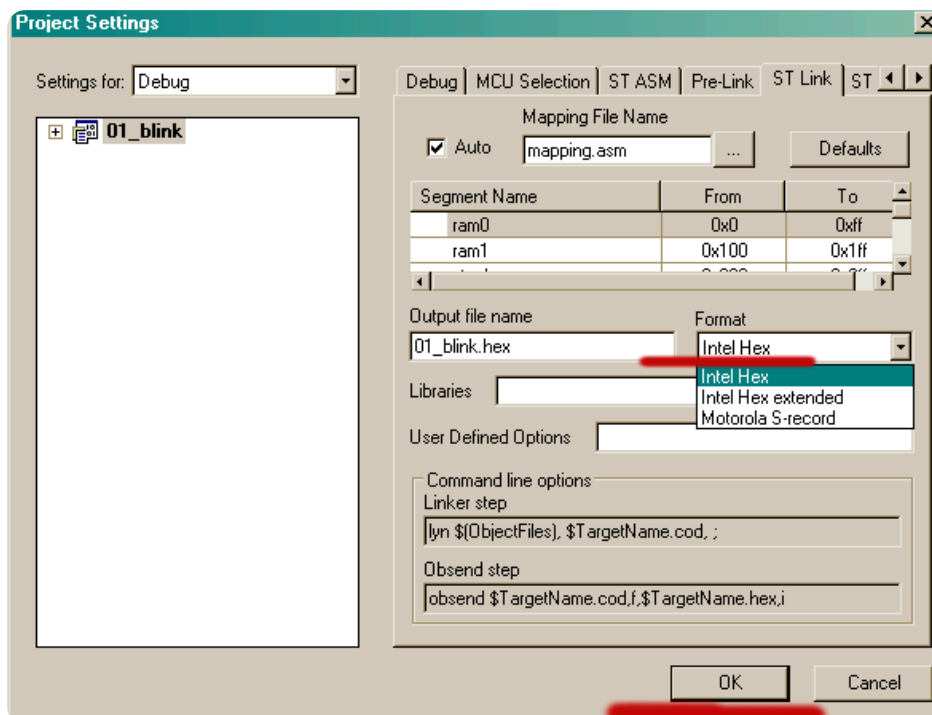 Project Settings
Settings for: Debug
01_blink
Debug MCU Selection ST ASM Pre-Link ST Link ST
Mapping File Name
Auto mapping.asm ... Defaults
Segment Name From To
ram0 0x0 0xff
ram1 0x100 0x1ff
Output file name Format
01_blink.hex Intel Hex
Intel Hex
Intel Hex extended
Motorola S-record
Libraries
User Defined Options
Command line options
Linker step
lyn $(ObjectFiles), $TargetName.cod, ;
Obsend step
obsend $TargetName.cod,f,$TargetName.hex,i
OK Cancel